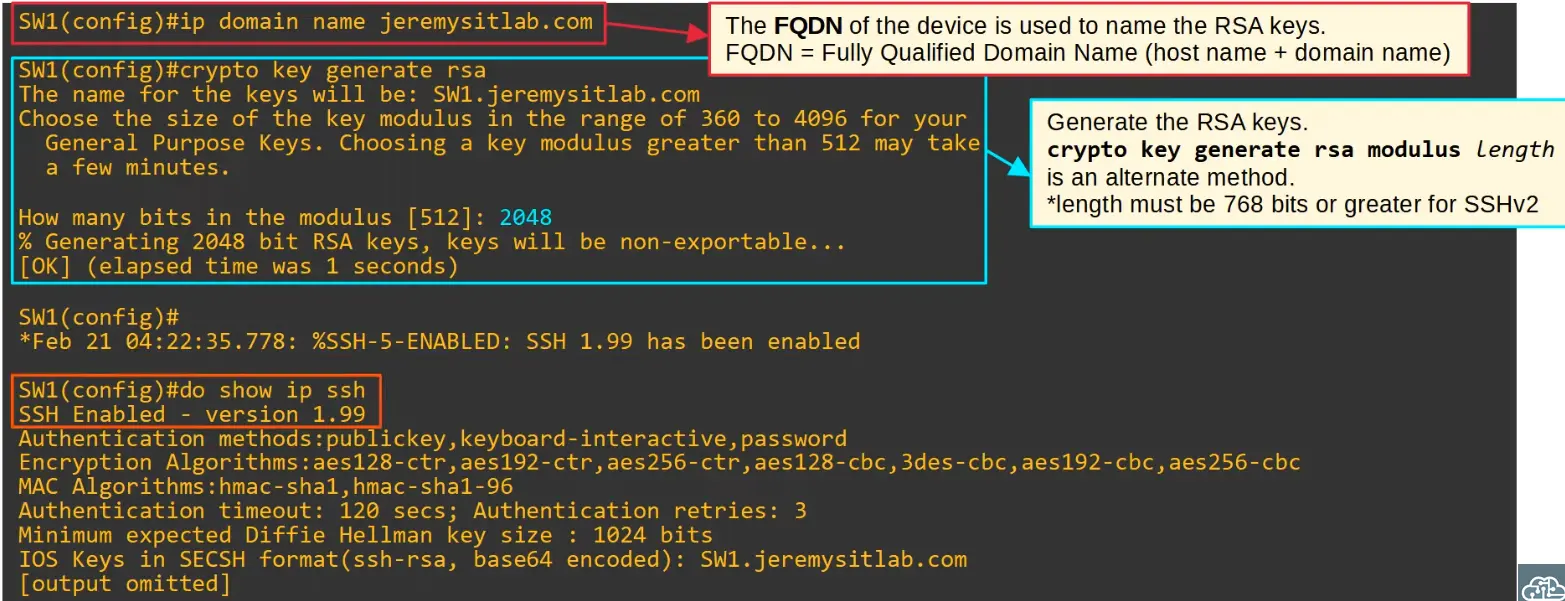 SW1(config)#ip domain name jeremysitlab.com
The FQDN of the device is used to name the RSA keys.
FQDN = Fully Qualified Domain Name (host name + domain name)
SW1(config)#crypto key generate rsa
The name for the keys will be: SW1.jeremysitlab.com
Choose the size of the key modulus in the range of 360 to 4096 for your
General Purpose Keys. Choosing a key modulus greater than 512 may take
a few minutes.
How many bits in the modulus [512]: 2048
% Generating 2048 bit RSA keys, keys will be non-exportable...
[OK] (elapsed time was 1 seconds)
Generate the RSA keys.
crypto key generate rsa modulus length
is an alternate method.
*length must be 768 bits or greater for SSHv2
SW1(config)#
*Feb 21 04:22:35.778: %SSH-5-ENABLED: SSH 1.99 has been enabled
SW1(config)#do show ip ssh
SSH Enabled - version 1.99
Authentication methods:publickey,keyboard-interactive,password
Encryption Algorithms:aes128-ctr,aes192-ctr,aes256-ctr,aes128-cbc,3des-cbc,aes192-cbc,aes256-cbc
MAC Algorithms:hmac-sha1,hmac-sha1-96
Authentication timeout: 120 secs; Authentication retries: 3
Minimum expected Diffie Hellman key size : 1024 bits
IOS Keys in SECSH format(ssh-rsa, base64 encoded): SW1.jeremysitlab.com
[output omitted]